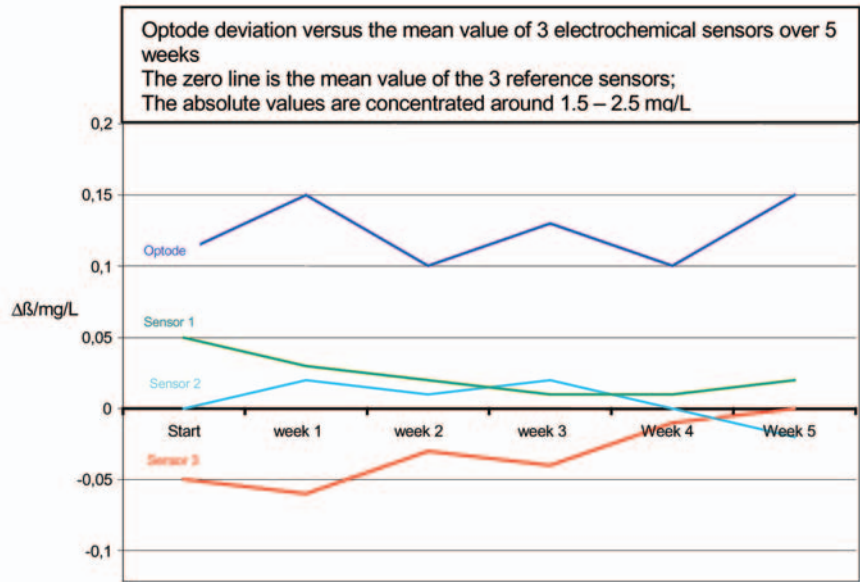 Optode deviation versus the mean value of 3 electrochemical sensors over 5
weeks
The zero line is the mean value of the 3 reference sensors;
The absolute values are concentrated around 1.5 – 2.5 mg/L
0,2
0,15
Optode
0,1
Δß/mg/L
Sensor 1
0,05
Sensor 2
0
Start week 1 week 2 week 3 Week 4 Week 5
Sensor 3
-0,05
-0,1